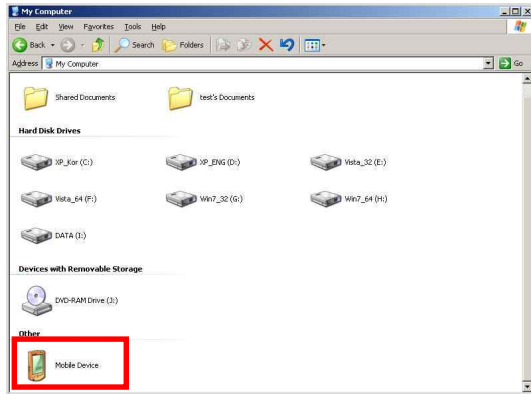 My Computer
File Edit View Favorites Tools Help
Back Search Folders
Address My Computer Go
Shared Documents test's Documents
Hard Disk Drives
XP_Kor (C:) XP_ENG (D:) Vista_32 (E:)
Vista_64 (F:) Win7_32 (G:) Win7_64 (H:)
DATA (I:)
Devices with Removable Storage
DVD-RAM Drive (J:)
Other
Mobile Device